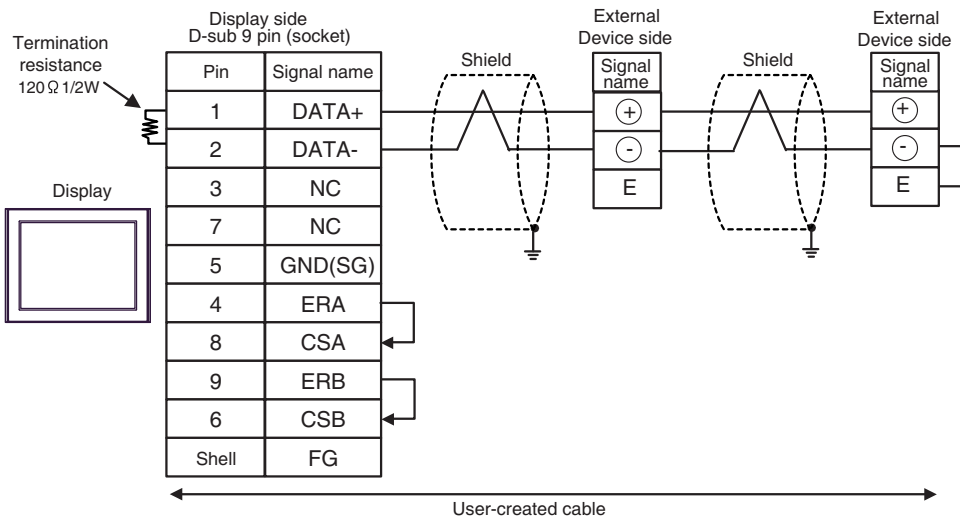 Display side
D-sub 9 pin (socket)
External
Device side
External
Device side
Termination
resistance
120Ω 1/2W
Shield
Shield
Pin Signal name
1 DATA+
2 DATA-
3 NC
7 NC
5 GND(SG)
4 ERA
8 CSA
9 ERB
6 CSB
Shell FG
Signal
name
+
-
E
Signal
name
+
-
E
Display
User-created cable